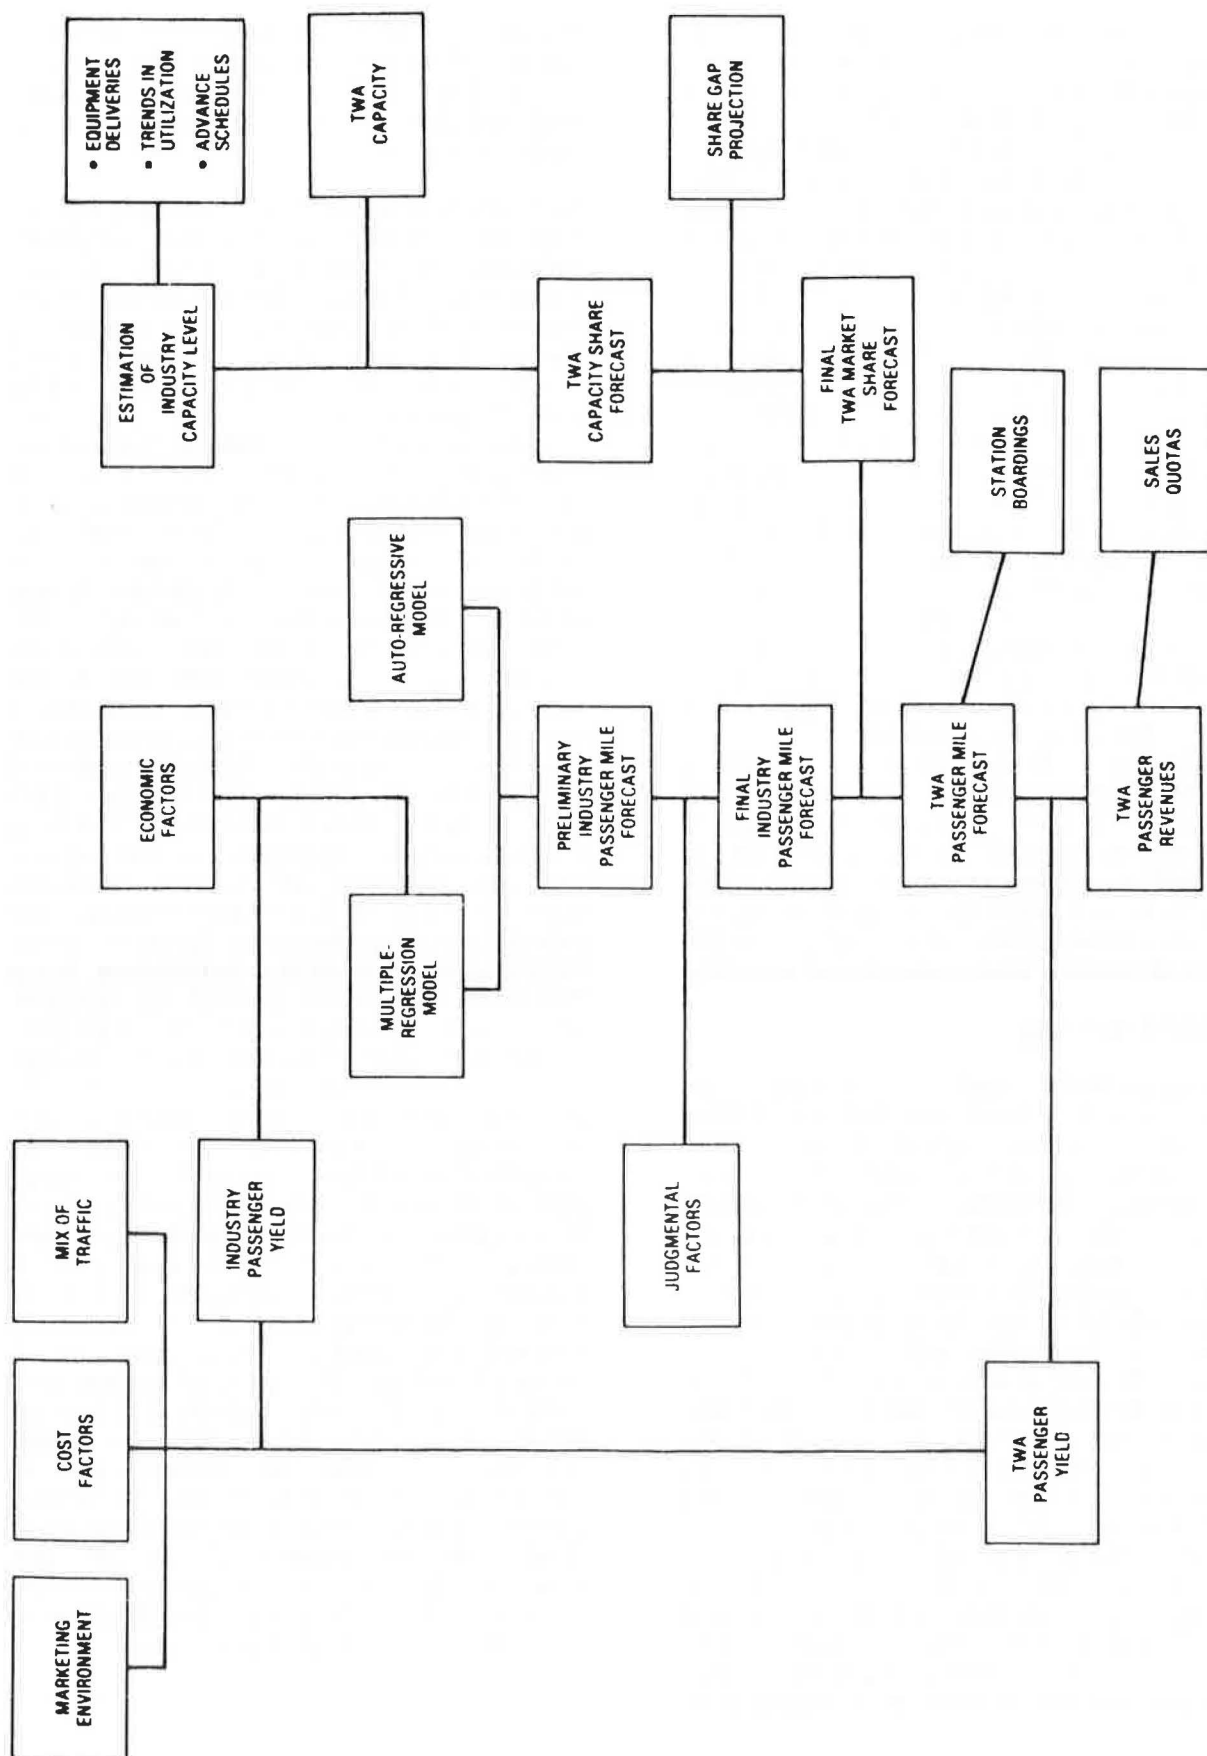 MARKETING
ENVIRONMENT
COST
FACTORS
MIX OF
TRAFFIC
• EQUIPMENT
DELIVERIES
• TRENDS IN
UTILIZATION
• ADVANCE
SCHEDULES
ECONOMIC
FACTORS
ESTIMATION
OF
INDUSTRY
CAPACITY LEVEL
INDUSTRY
PASSENGER
YIELD
TWA
CAPACITY
MULTIPLE-
REGRESSION
MODEL
AUTO-REGRESSIVE
MODEL
PRELIMINARY
INDUSTRY
PASSENGER MILE
FORECAST
TWA
CAPACITY SHARE
FORECAST
JUDGMENTAL
FACTORS
SHARE GAP
PROJECTION
FINAL
INDUSTRY
PASSENGER MILE
FORECAST
FINAL
TWA MARKET
SHARE
FORECAST
TWA
PASSENGER MILE
FORECAST
STATION
BOARDINGS
TWA
PASSENGER
YIELD
TWA
PASSENGER
REVENUES
SALES
QUOTAS